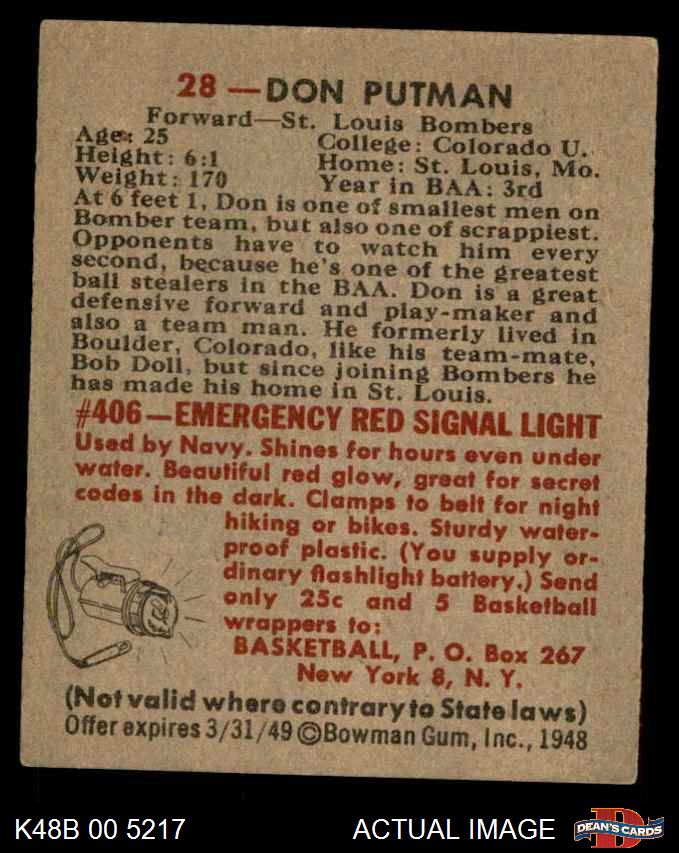 28—DON PUTMAN
Forward—St. Louis Bombers
Age: 25
College: Colorado U.
Height: 6:1
Home: St. Louis, Mo.
Weight: 170
Year in BAA: 3rd
At 6 feet 1, Don is one of smallest men on
Bomber team, but also one of scrappiest.
Opponents have to watch him every
second, because he's one of the greatest
ball stealers in the BAA. Don is a great
defensive forward and play-maker and
also a team man. He formerly lived in
Boulder, Colorado, like his team-mate,
Bob Doll, but since joining Bombers he
has made his home in St. Louis.
#406—EMERGENCY RED SIGNAL LIGHT
Used by Navy. Shines for hours even under
water. Beautiful red glow, great for secret
codes in the dark. Clamps to belt for night
hiking or bikes. Sturdy water-
proof plastic. (You supply or-
dinary flashlight battery.) Send
only 25c and 5 Basketball
wrappers to:
BASKETBALL, P. O. Box 267
New York 8, N. Y.
(Not valid where contrary to State laws)
Offer expires 3/31/49 ©Bowman Gum, Inc., 1948
K48B 00 5217
ACTUAL IMAGE
D
DEAN'S CARDS